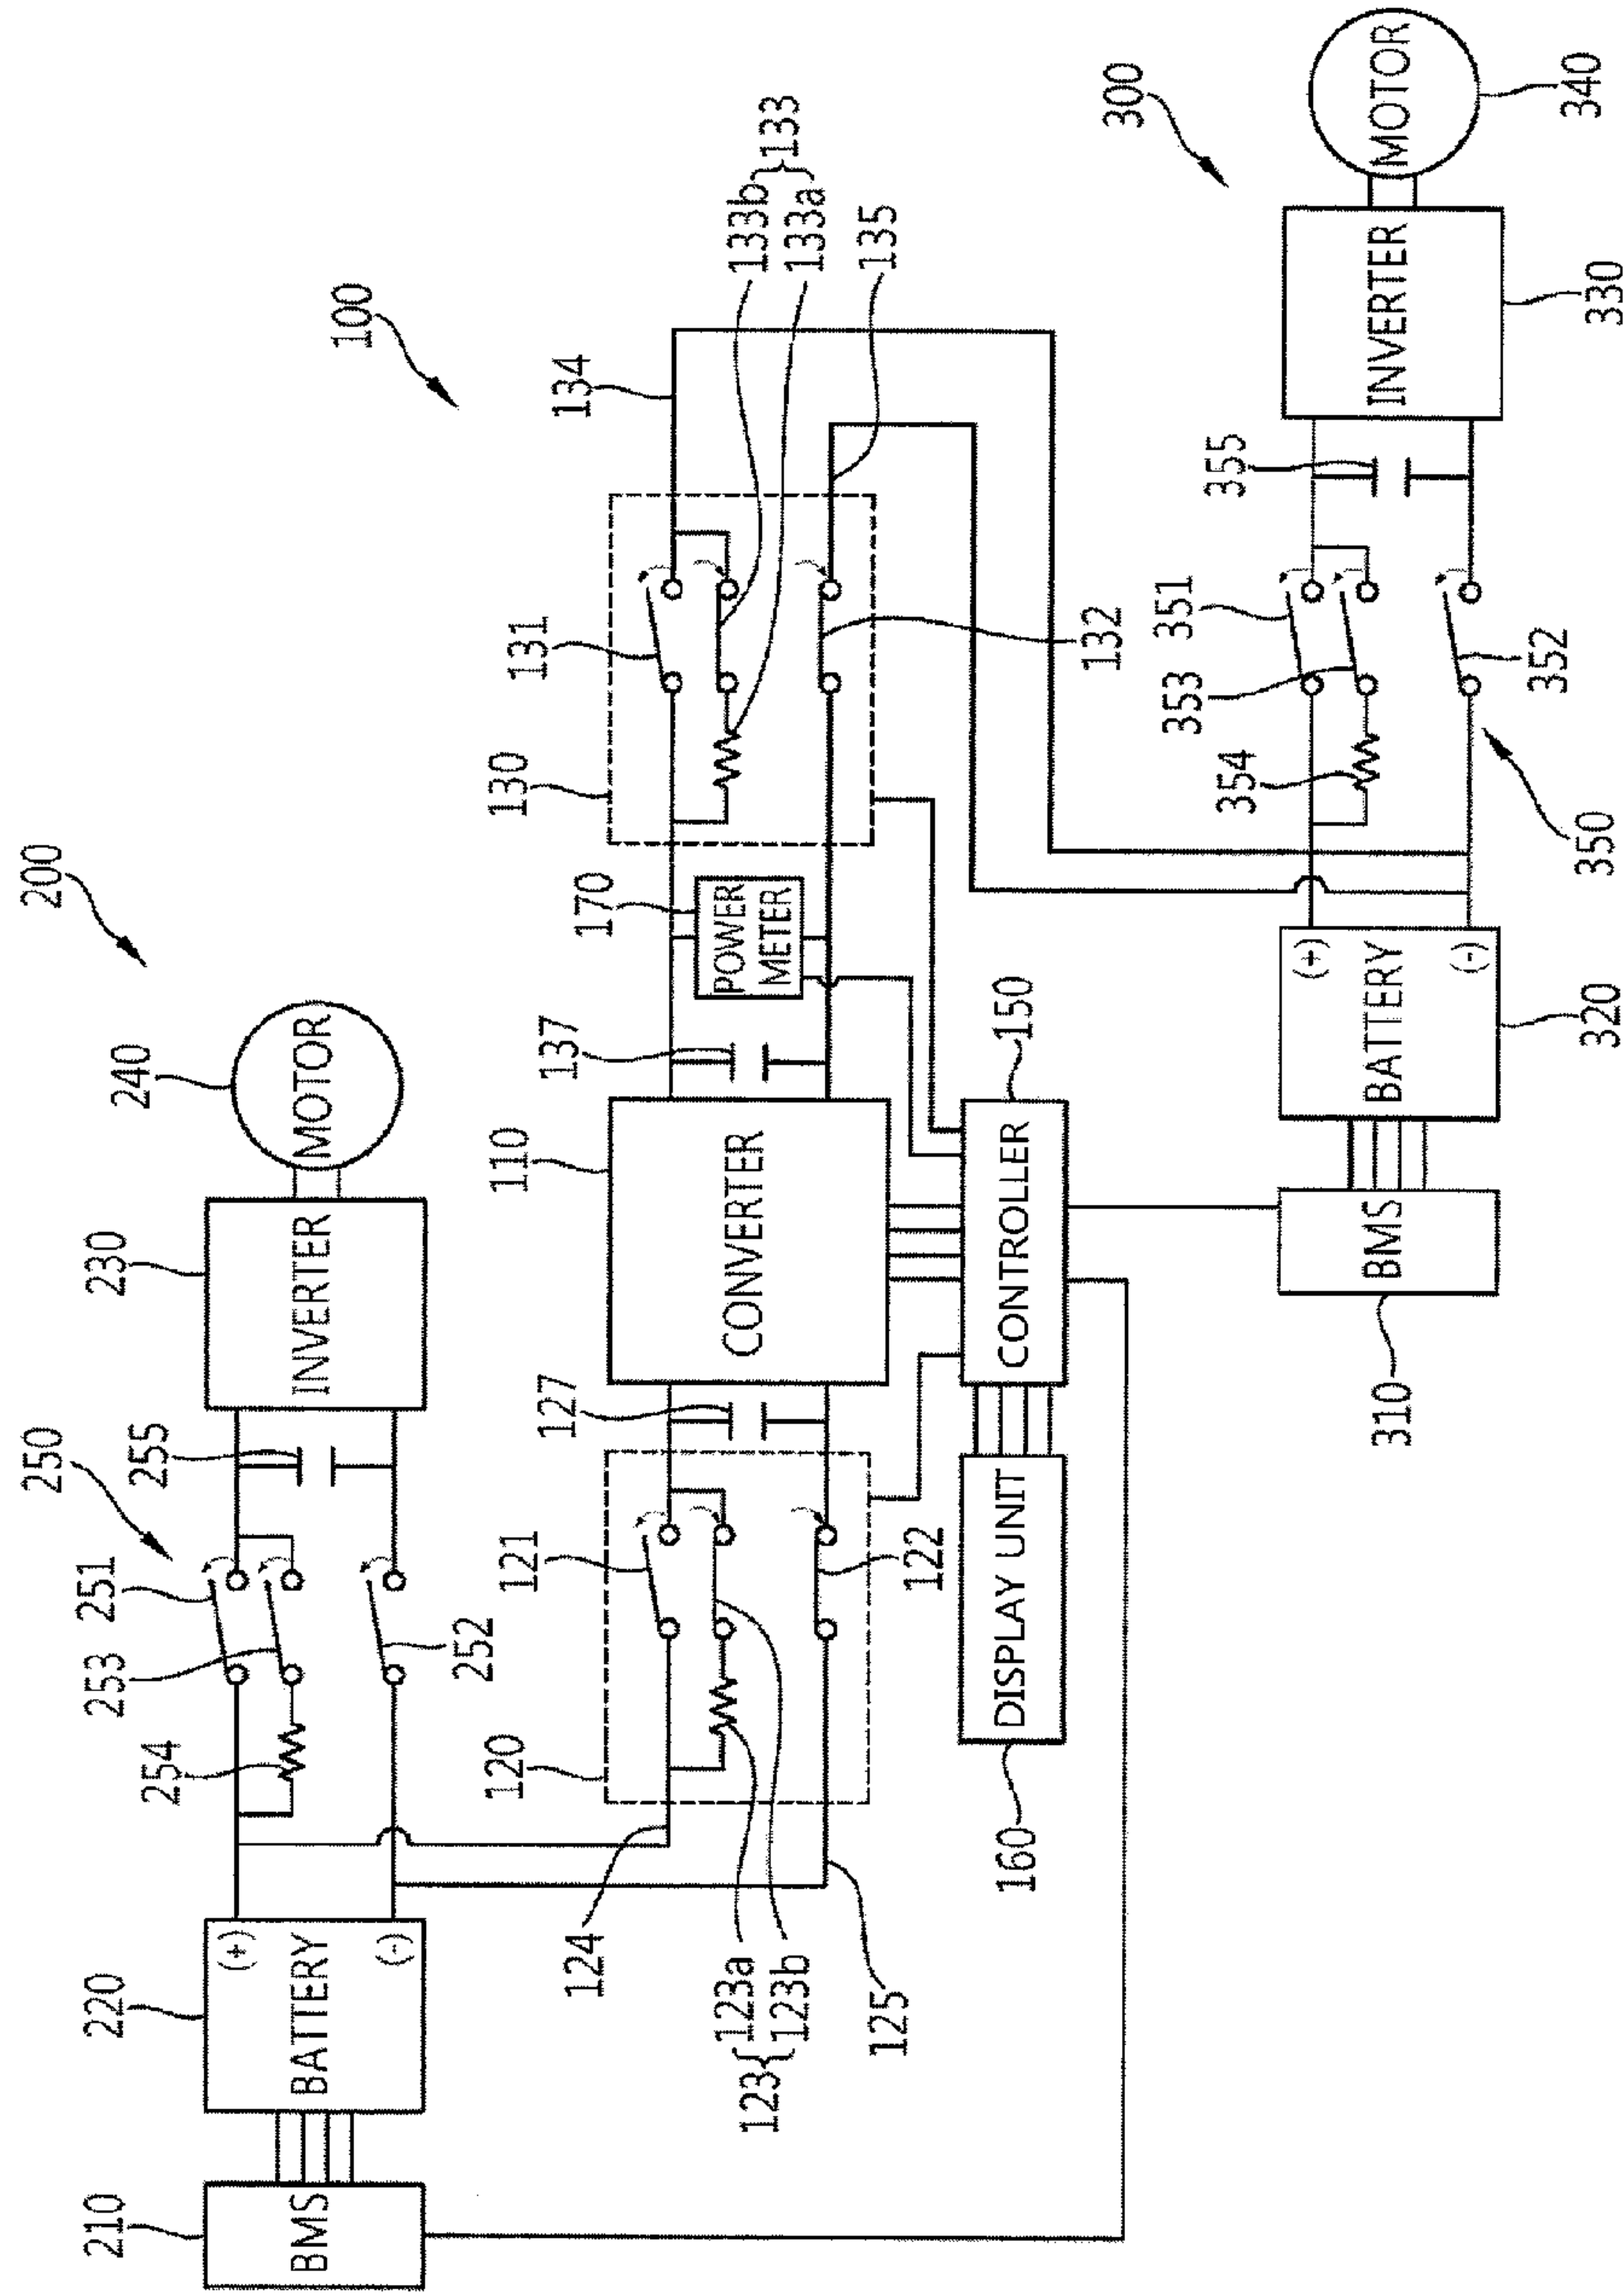 200
210
BMS
220
BATTERY
(+)
(-)
254
253
251
250
252
255
230
INVERTER
240
MOTOR
100
124
125
123
123a
123b
120
121
122
127
110
CONVERTER
137
170
POWER
METER
130
131
132
134
133b
133a
133
135
160
DISPLAY UNIT
CONTROLLER
150
300
310
BMS
320
BATTERY
(+)
(-)
350
354
353
351
352
355
330
INVERTER
340
MOTOR